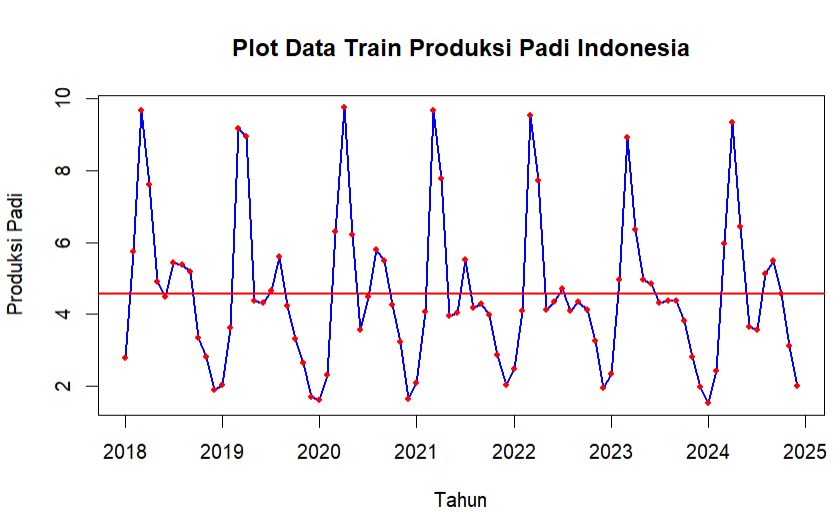 Plot Data Train Produksi Padi Indonesia
Produksi Padi
10
8
6
4
2
2018 2019 2020 2021 2022 2023 2024 2025
Tahun